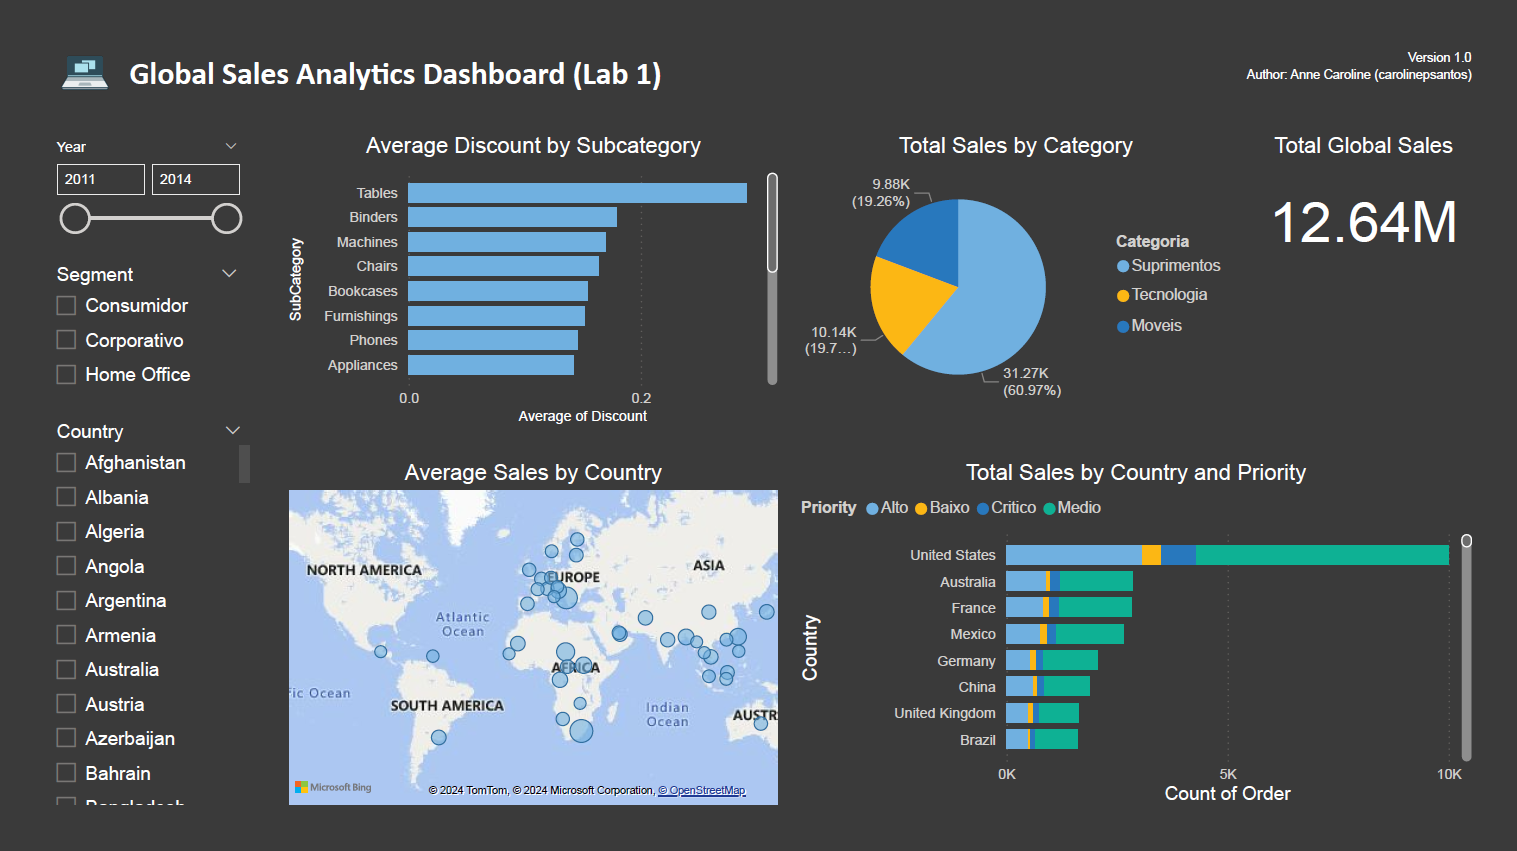 Global Sales Analytics Dashboard (Lab 1)
Version 1.0
Author: Anne Caroline (carolinepsantos)
Year
2011
2014
Segment
Consumidor
Corporativo
Home Office
Country
Afghanistan
Albania
Algeria
Angola
Argentina
Armenia
Australia
Austria
Azerbaijan
Bahrain
Average Discount by Subcategory
SubCategory
Tables
Binders
Machines
Chairs
Bookcases
Furnishings
Phones
Appliances
0.0
0.2
Average of Discount
Total Sales by Category
9.88K
(19.26%)
10.14K
(19.7…)
31.27K
(60.97%)
Categoria
Suprimentos
Tecnologia
Moveis
Total Global Sales
12.64M
Average Sales by Country
NORTH AMERICA
EUROPE
ASIA
Atlantic
Ocean
AFRICA
fic Ocean
SOUTH AMERICA
Indian
Ocean
AUSTR
Microsoft Bing
© 2024 TomTom, © 2024 Microsoft Corporation, © OpenStreetMap
Total Sales by Country and Priority
Priority Alto Baixo Critico Medio
Country
United States
Australia
France
Mexico
Germany
China
United Kingdom
Brazil
0K
5K
10K
Count of Order